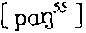 [ paŋ⁵⁵ ]